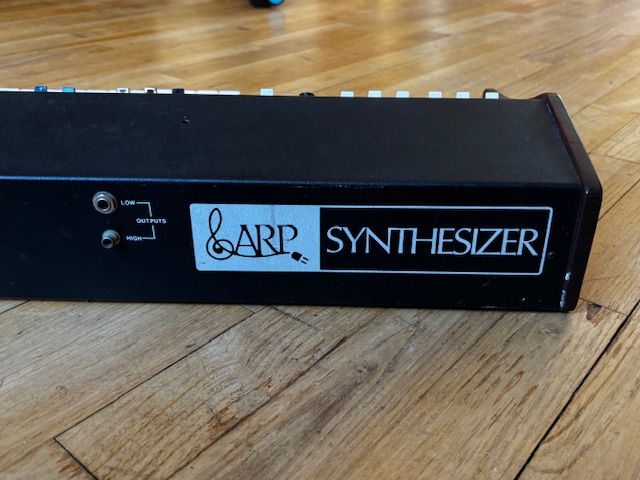 LOW
OUTPUTS
HIGH
ARP SYNTHESIZER